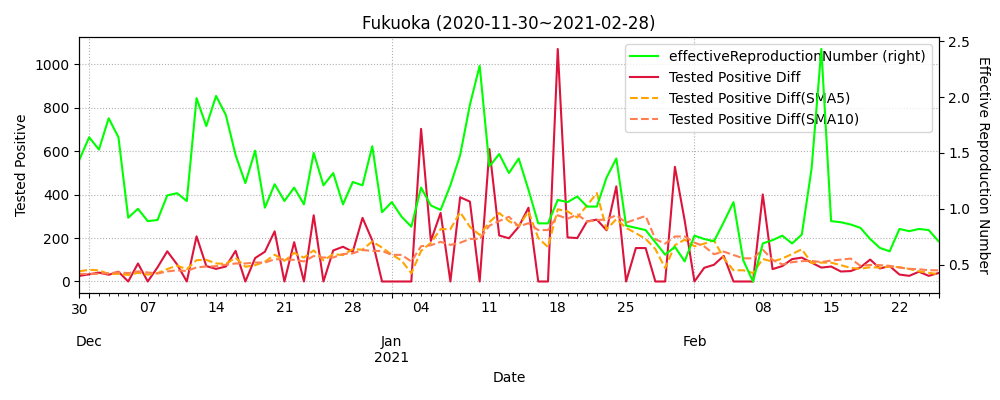 Fukuoka (2020-11-30~2021-02-28)
effectiveReproductionNumber (right)
Tested Positive Diff
Tested Positive Diff(SMA5)
Tested Positive Diff(SMA10)
Tested Positive
1000
800
600
400
200
0
Effective Reproduction Number
2.5
2.0
1.5
1.0
0.5
30 07 14 21 28 04 11 18 25 08 15 22
Dec Jan Feb
2021
Date